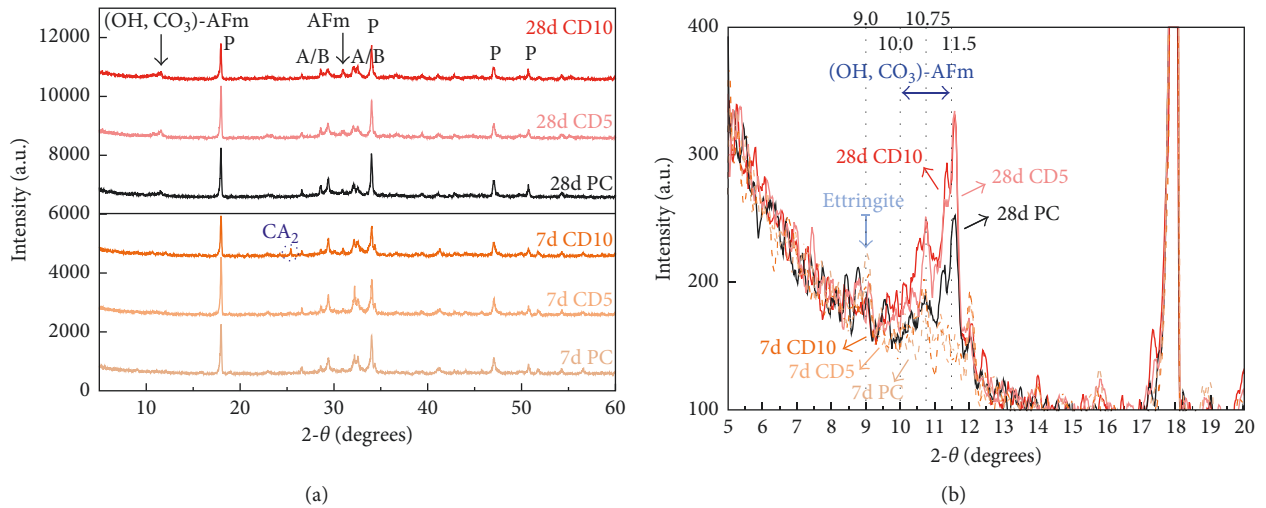 (OH, CO₃)-AFm
AFm
P
P
28d CD10
A/B
A/B
P
P
28d CD5
28d PC
CA₂
7d CD10
7d CD5
7d PC
12000
10000
8000
6000
4000
2000
0
Intensity (a.u.)
10 20 30 40 50 60
2-θ (degrees)
(a)
9.0 10.75
10.0 11.5
(OH, CO₃)-AFm
28d CD10
28d CD5
Ettringite
28d PC
7d CD10
7d CD5
7d PC
400
300
200
100
Intensity (a.u.)
5 6 7 8 9 10 11 12 13 14 15 16 17 18 19 20
2-θ (degrees)
(b)